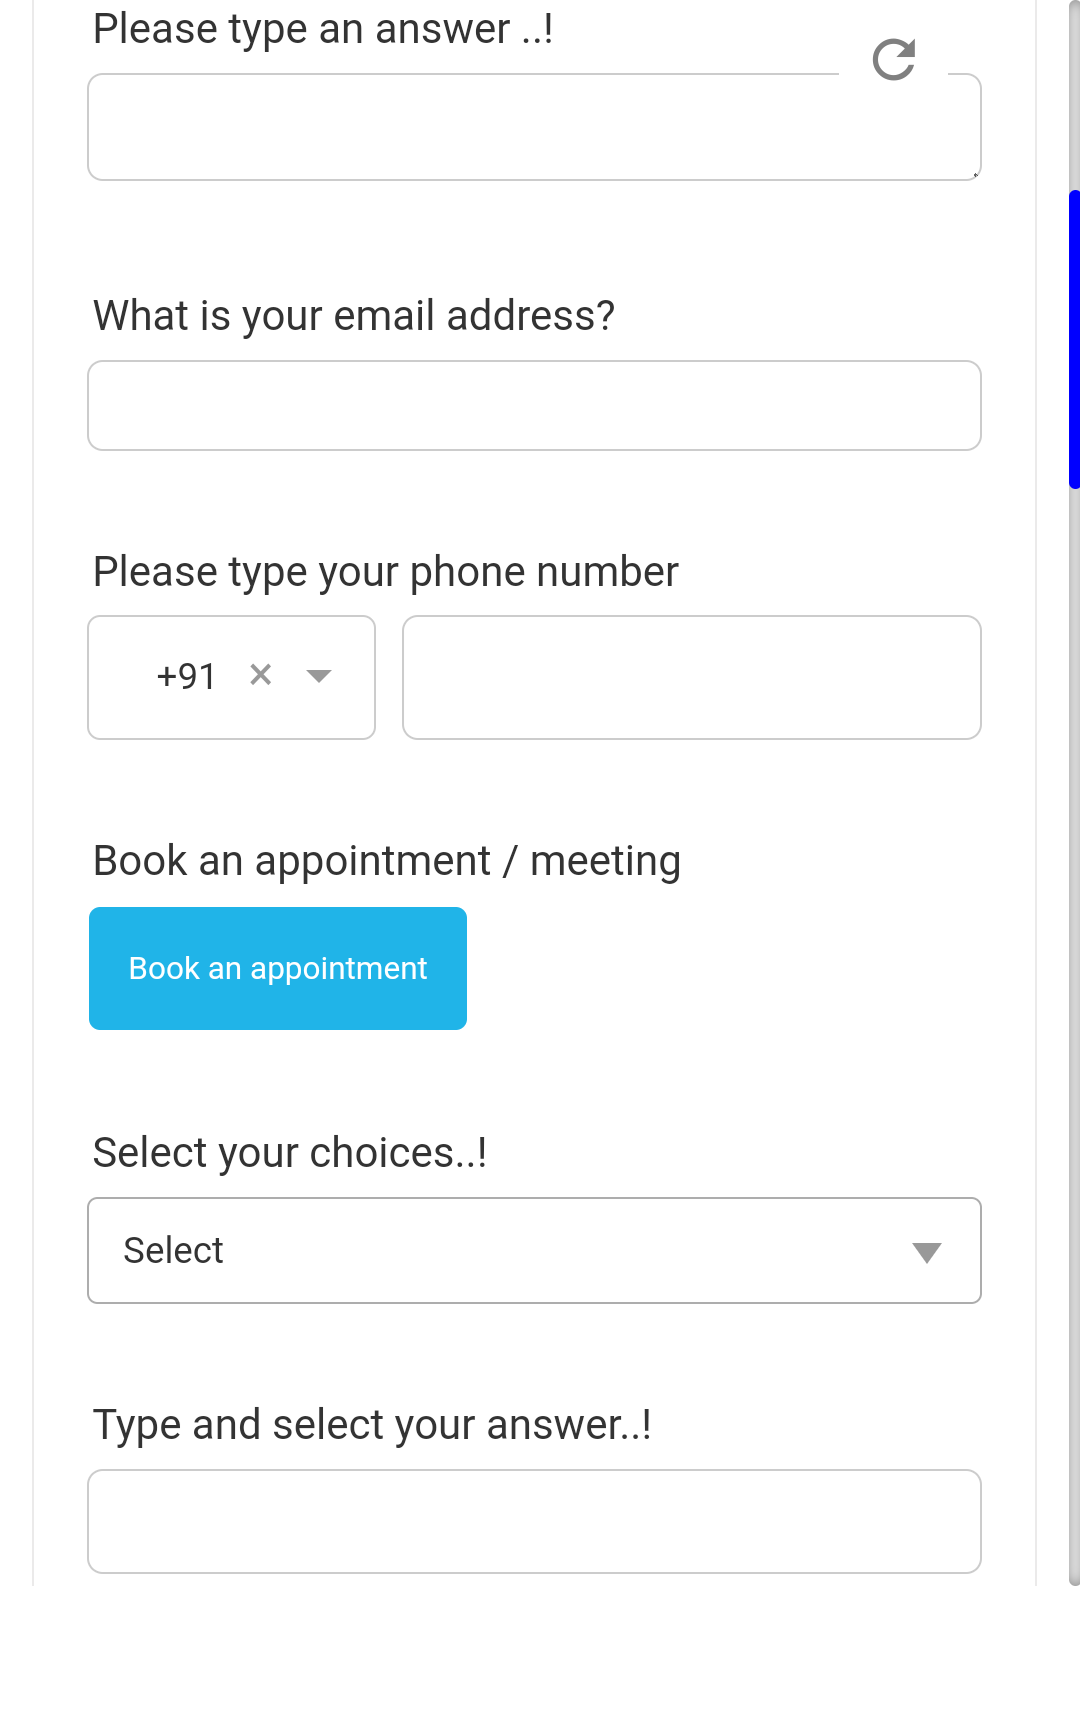 Please type an answer ..!
What is your email address?
Please type your phone number
+91 ×
Book an appointment / meeting
Book an appointment
Select your choices..!
Select
Type and select your answer..!